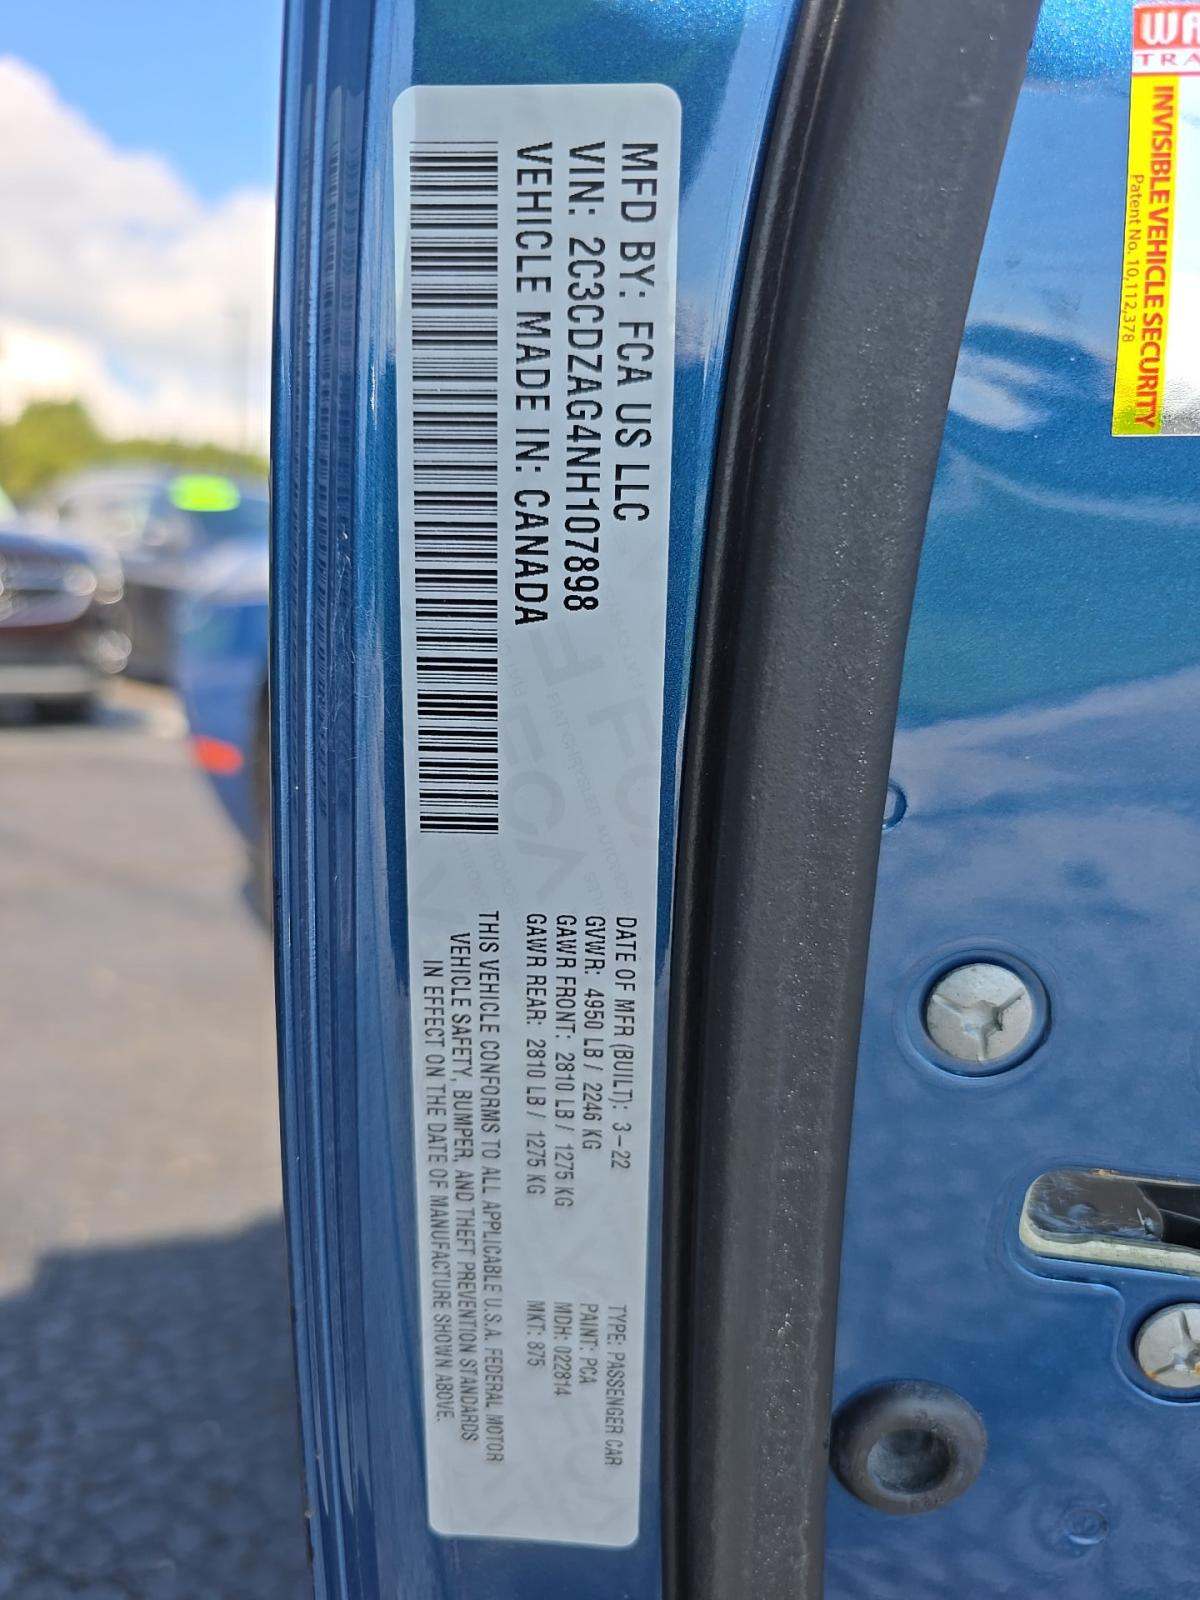 MFD BY: FCA US LLC
VIN: 2C3CDZAG4NH107898
VEHICLE MADE IN: CANADA
DATE OF MFR (BUILT): 3-22
GVWR: 4950 LB / 2246 KG
GAWR FRONT: 2810 LB / 1275 KG
GAWR REAR: 2810 LB / 1275 KG
THIS VEHICLE CONFORMS TO ALL APPLICABLE U.S.A. FEDERAL MOTOR
VEHICLE SAFETY, BUMPER, AND THEFT PREVENTION STANDARDS
IN EFFECT ON THE DATE OF MANUFACTURE SHOWN ABOVE.
TYPE: PASSENGER CAR
PAINT: PCA
MDH: 022814
MKT: 875
INVISIBLE VEHICLE SECURITY
Patent No. 10,112,378